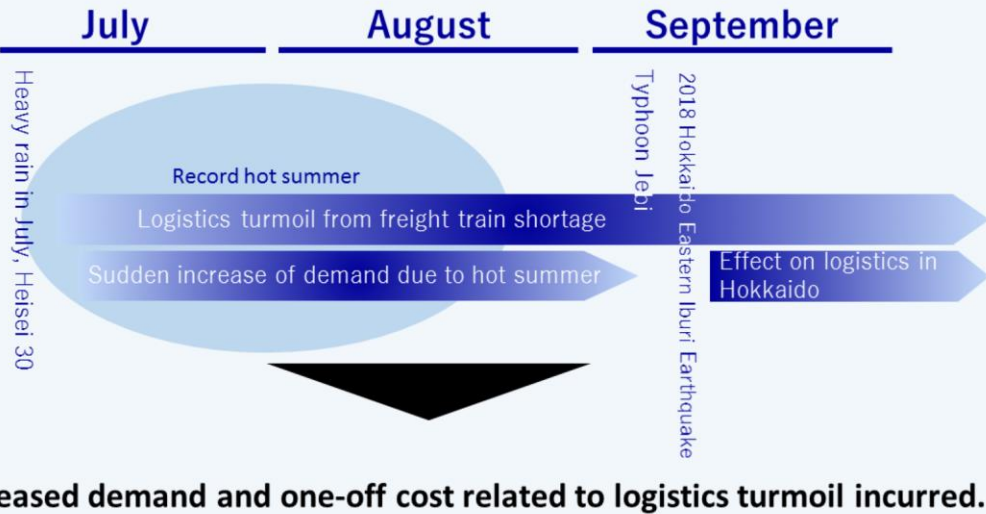 July
August
September
Heavy rain in July, Heisei 30
Typhoon Jebi
2018 Hokkaido Eastern Iburi Earthquake
Record hot summer
Logistics turmoil from freight train shortage
Sudden increase of demand due to hot summer
Effect on logistics in
Hokkaido
eased demand and one-off cost related to logistics turmoil incurred.